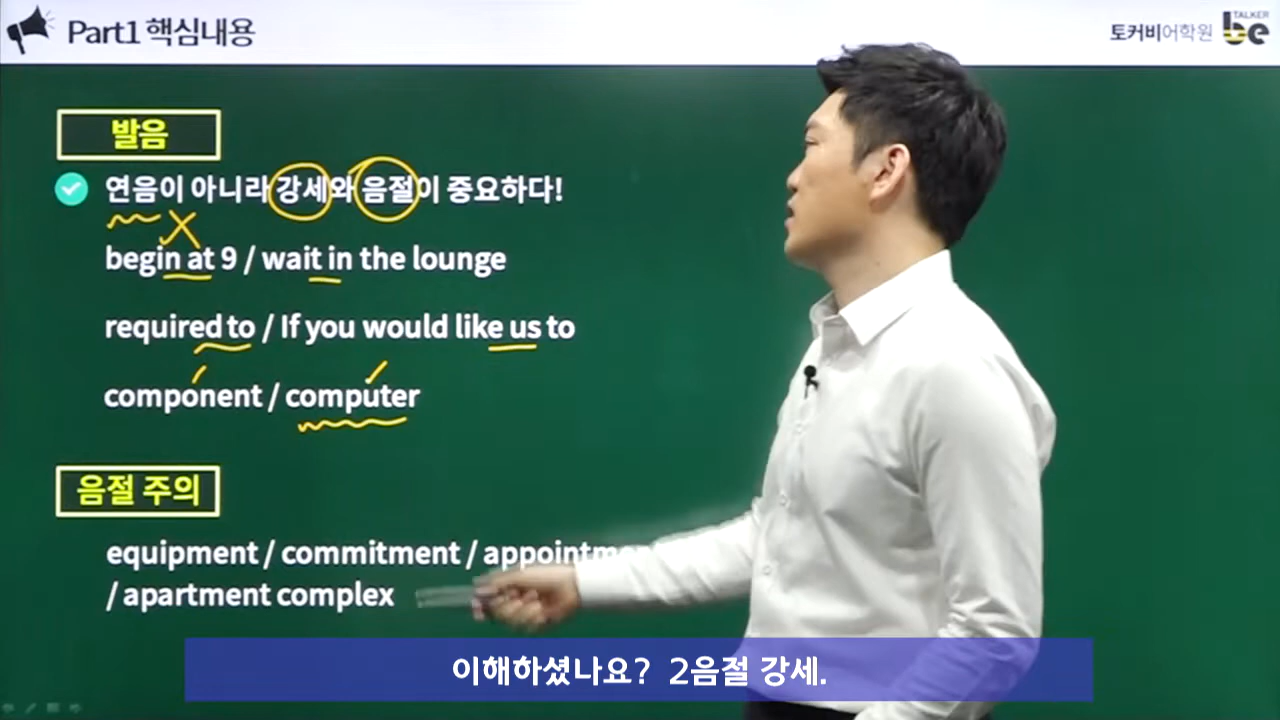 Part1 핵심내용
토커비어학원 TALKER be
발음
연음이 아니라 강세와 음절이 중요하다!
begin at 9 / wait in the lounge
required to / If you would like us to
component / computer
음절 주의
equipment / commitment / appointment
/ apartment complex
이해하셨나요? 2음절 강세.